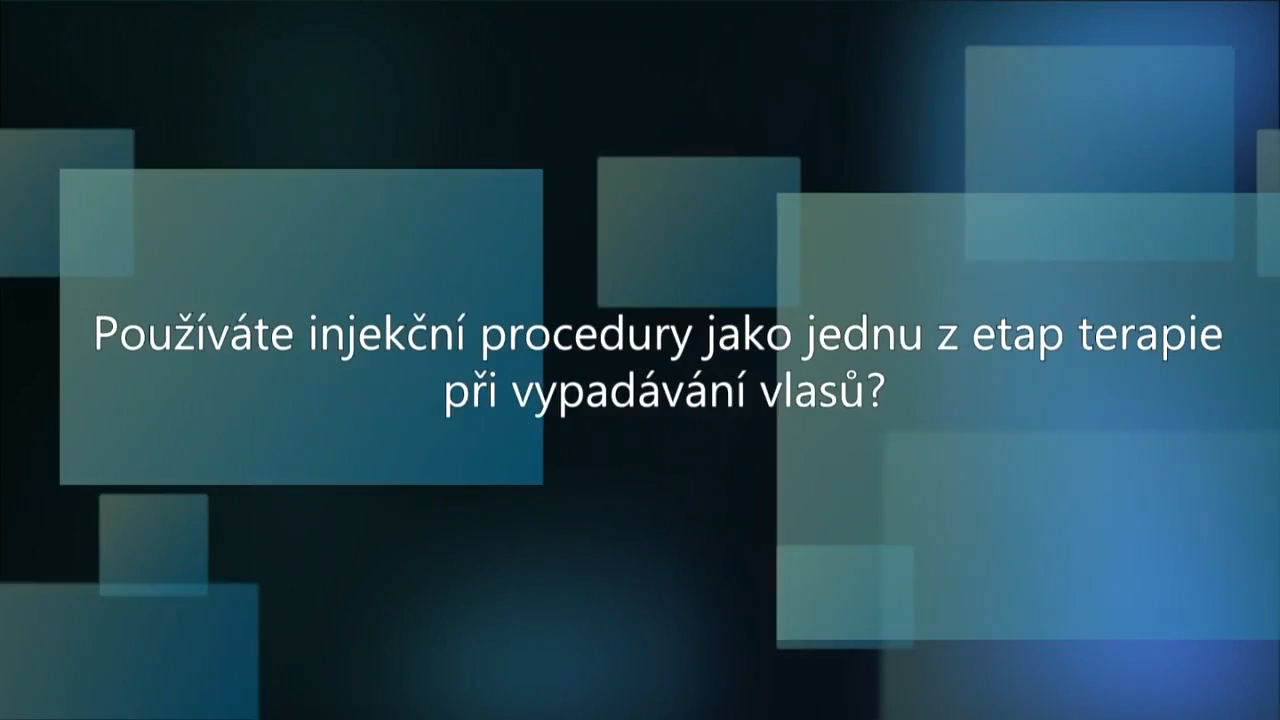 Používáte injekční procedury jako jednu z etap terapie
při vypadávání vlasů?